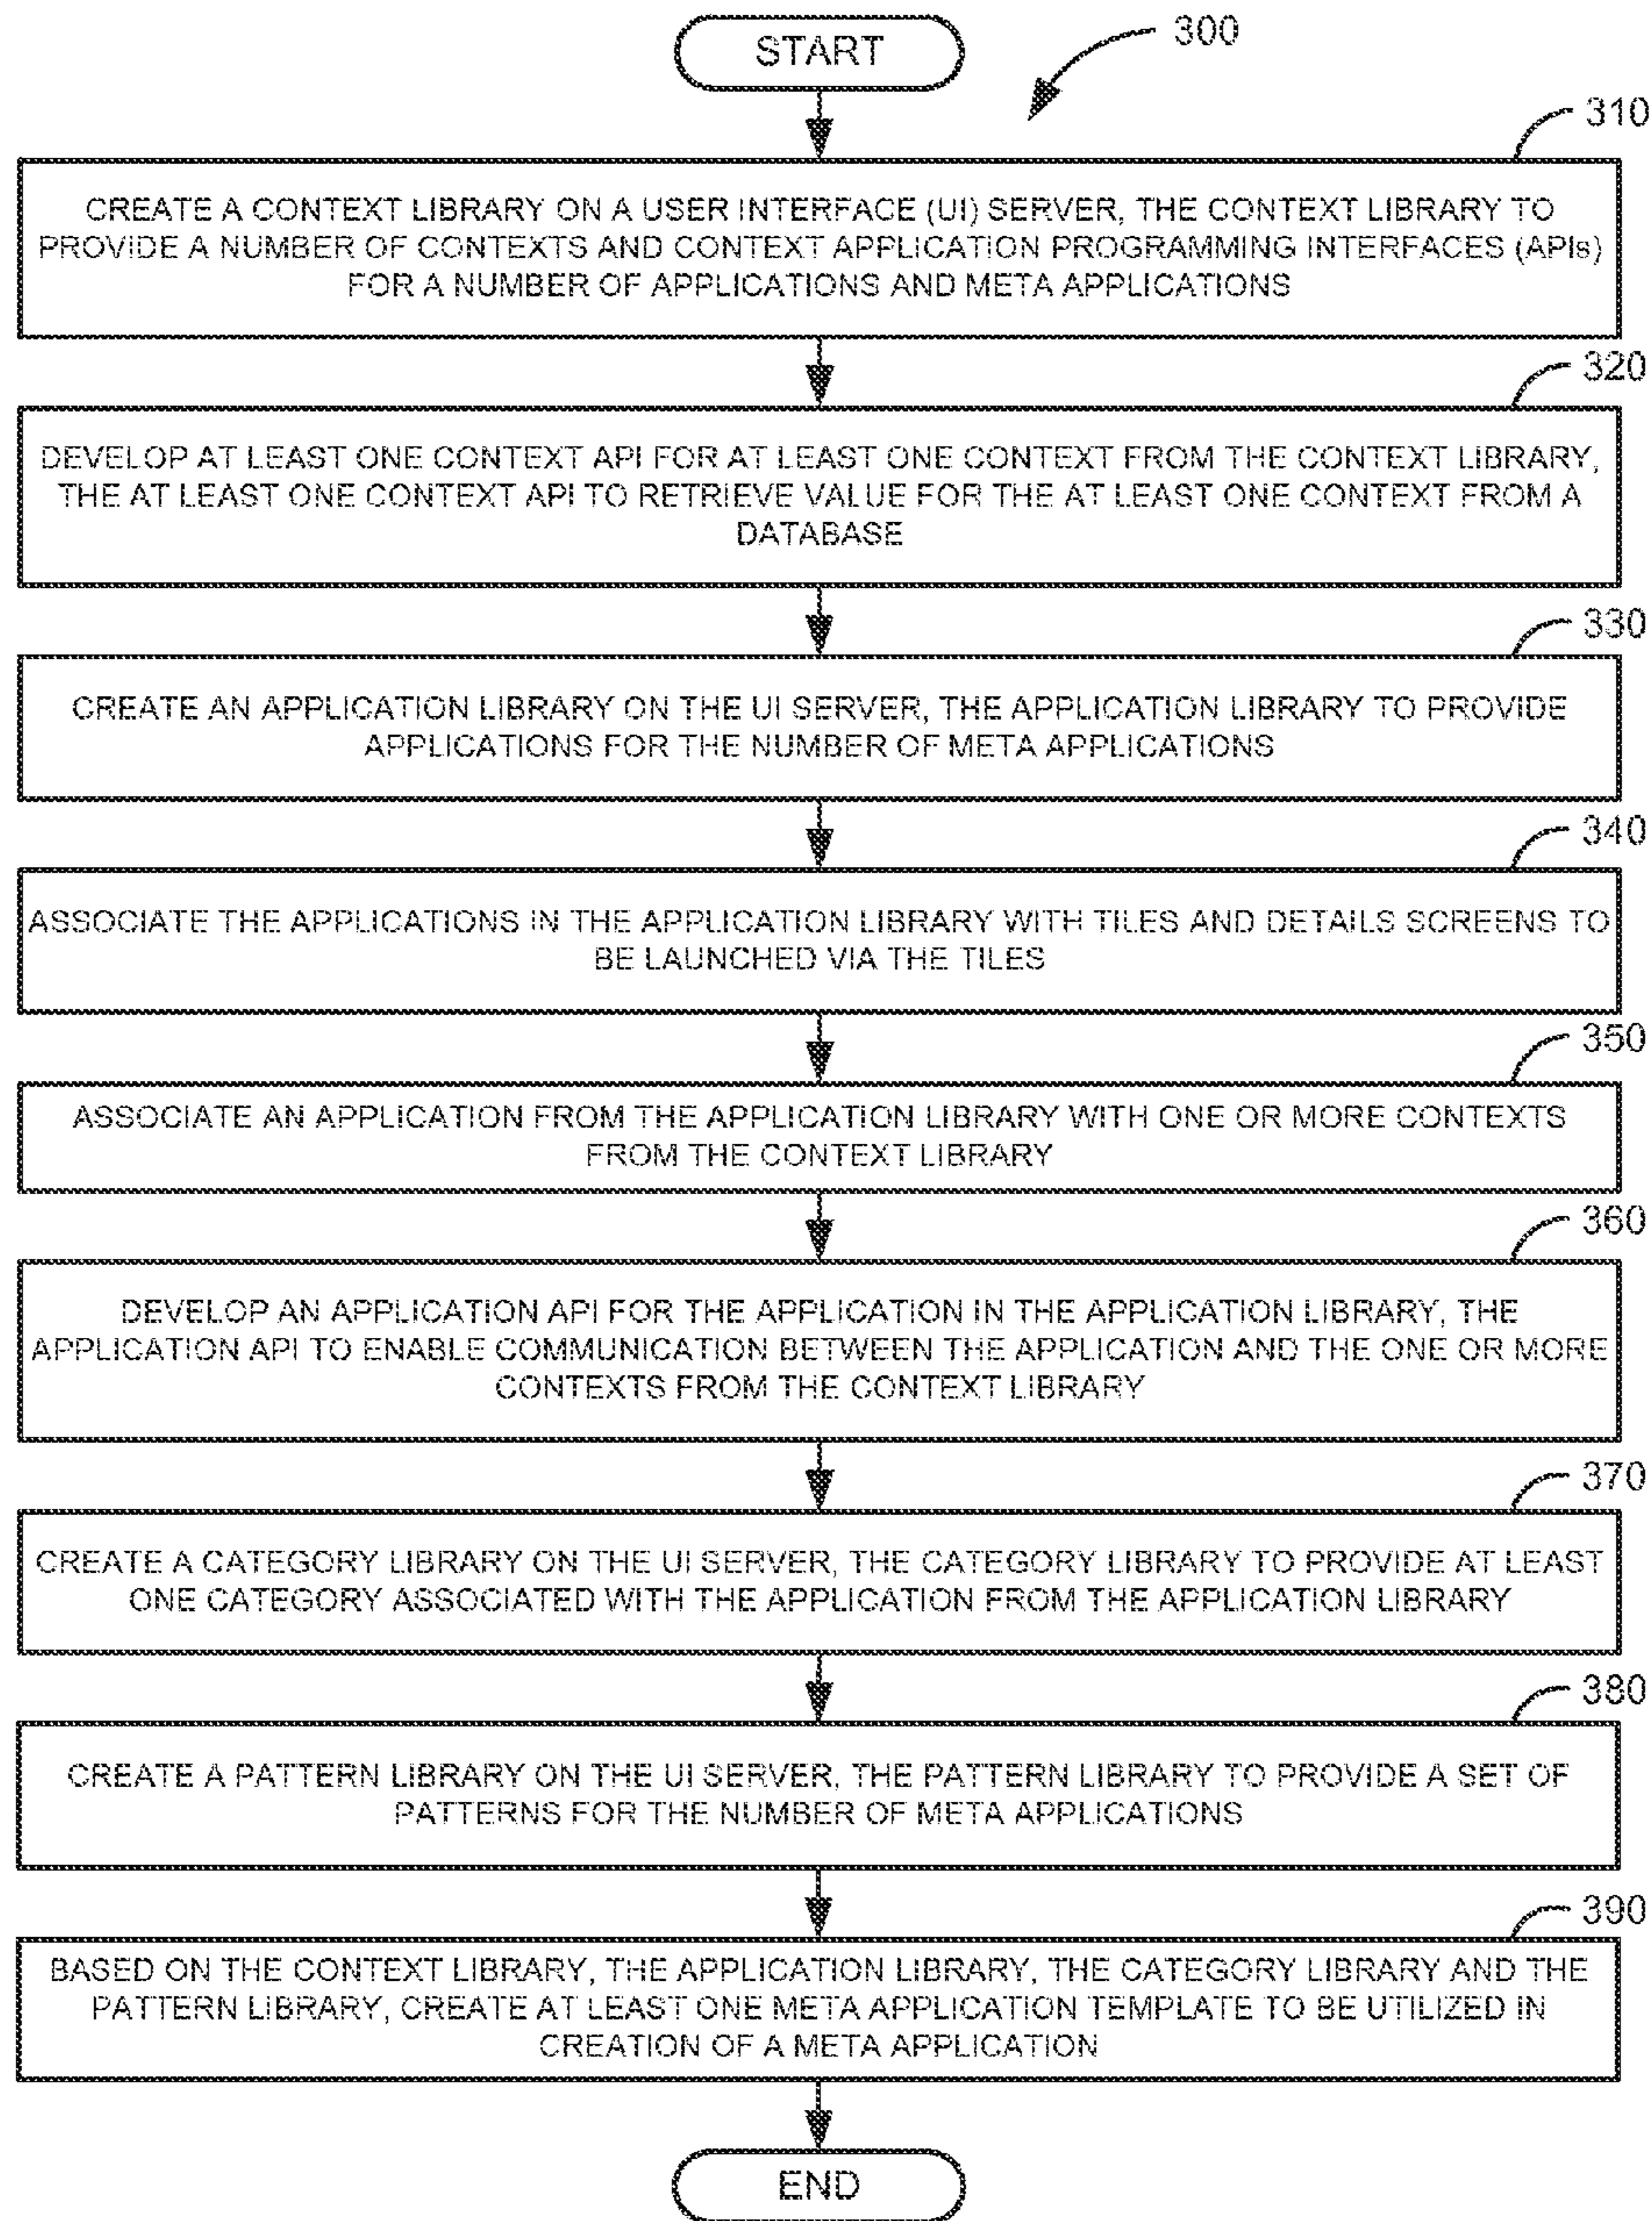 START
300
310
CREATE A CONTEXT LIBRARY ON A USER INTERFACE (UI) SERVER, THE CONTEXT LIBRARY TO
PROVIDE A NUMBER OF CONTEXTS AND CONTEXT APPLICATION PROGRAMMING INTERFACES (APIs)
FOR A NUMBER OF APPLICATIONS AND META APPLICATIONS
320
DEVELOP AT LEAST ONE CONTEXT API FOR AT LEAST ONE CONTEXT FROM THE CONTEXT LIBRARY,
THE AT LEAST ONE CONTEXT API TO RETRIEVE VALUE FOR THE AT LEAST ONE CONTEXT FROM A
DATABASE
330
CREATE AN APPLICATION LIBRARY ON THE UI SERVER, THE APPLICATION LIBRARY TO PROVIDE
APPLICATIONS FOR THE NUMBER OF META APPLICATIONS
340
ASSOCIATE THE APPLICATIONS IN THE APPLICATION LIBRARY WITH TILES AND DETAILS SCREENS TO
BE LAUNCHED VIA THE TILES
350
ASSOCIATE AN APPLICATION FROM THE APPLICATION LIBRARY WITH ONE OR MORE CONTEXTS
FROM THE CONTEXT LIBRARY
360
DEVELOP AN APPLICATION API FOR THE APPLICATION IN THE APPLICATION LIBRARY, THE
APPLICATION API TO ENABLE COMMUNICATION BETWEEN THE APPLICATION AND THE ONE OR MORE
CONTEXTS FROM THE CONTEXT LIBRARY
370
CREATE A CATEGORY LIBRARY ON THE UI SERVER, THE CATEGORY LIBRARY TO PROVIDE AT LEAST
ONE CATEGORY ASSOCIATED WITH THE APPLICATION FROM THE APPLICATION LIBRARY
380
CREATE A PATTERN LIBRARY ON THE UI SERVER, THE PATTERN LIBRARY TO PROVIDE A SET OF
PATTERNS FOR THE NUMBER OF META APPLICATIONS
390
BASED ON THE CONTEXT LIBRARY, THE APPLICATION LIBRARY, THE CATEGORY LIBRARY AND THE
PATTERN LIBRARY, CREATE AT LEAST ONE META APPLICATION TEMPLATE TO BE UTILIZED IN
CREATION OF A META APPLICATION
END